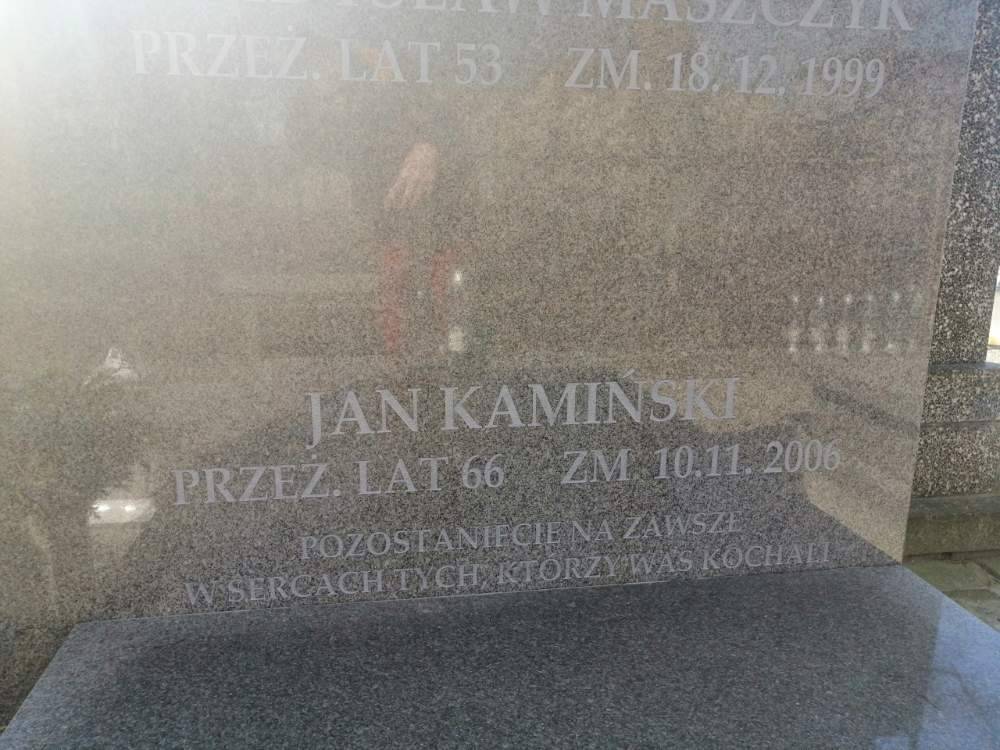 MASZCZYK
PRZEŻ. LAT 53 ZM. 18. 12. 1999
JAN KAMIŃSKI
PRZEŻ. LAT 66 ZM. 10.11. 2006
POZOSTANIECIE NA ZAWSZE
W SERCACH TYCH, KTÓRZY WAS KOCHALI